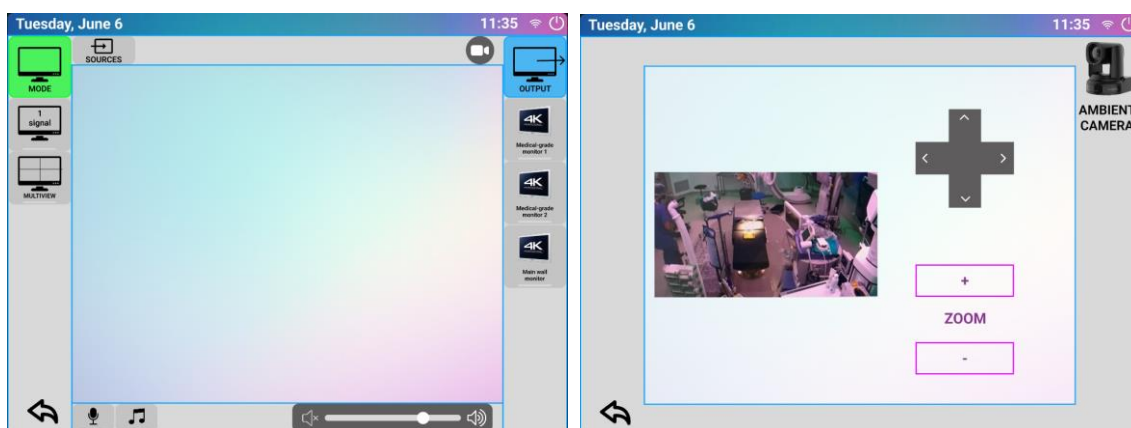 Tuesday, June 6
11:35
MODE
SOURCES
OUTPUT
1
signal
MULTIVIEW
4K
Medical-grade
monitor 1
4K
Medical-grade
monitor 2
4K
Main wall
monitor
Tuesday, June 6
11:35
AMBIENT
CAMERA
+
ZOOM
-